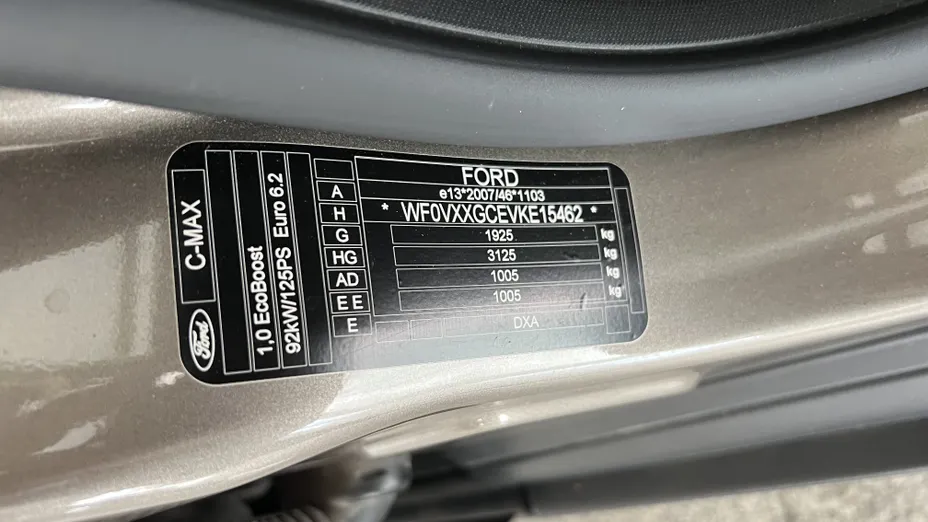 C-MAX
Ford
1,0 EcoBoost
92kW/125PS Euro 6.2
FORD
A
e13*2007/46*1103
H
* WF0VXXGCEVKE15462 *
G
1925 kg
HG
3125 kg
AD
1005 kg
E E
1005 kg
E
DXA